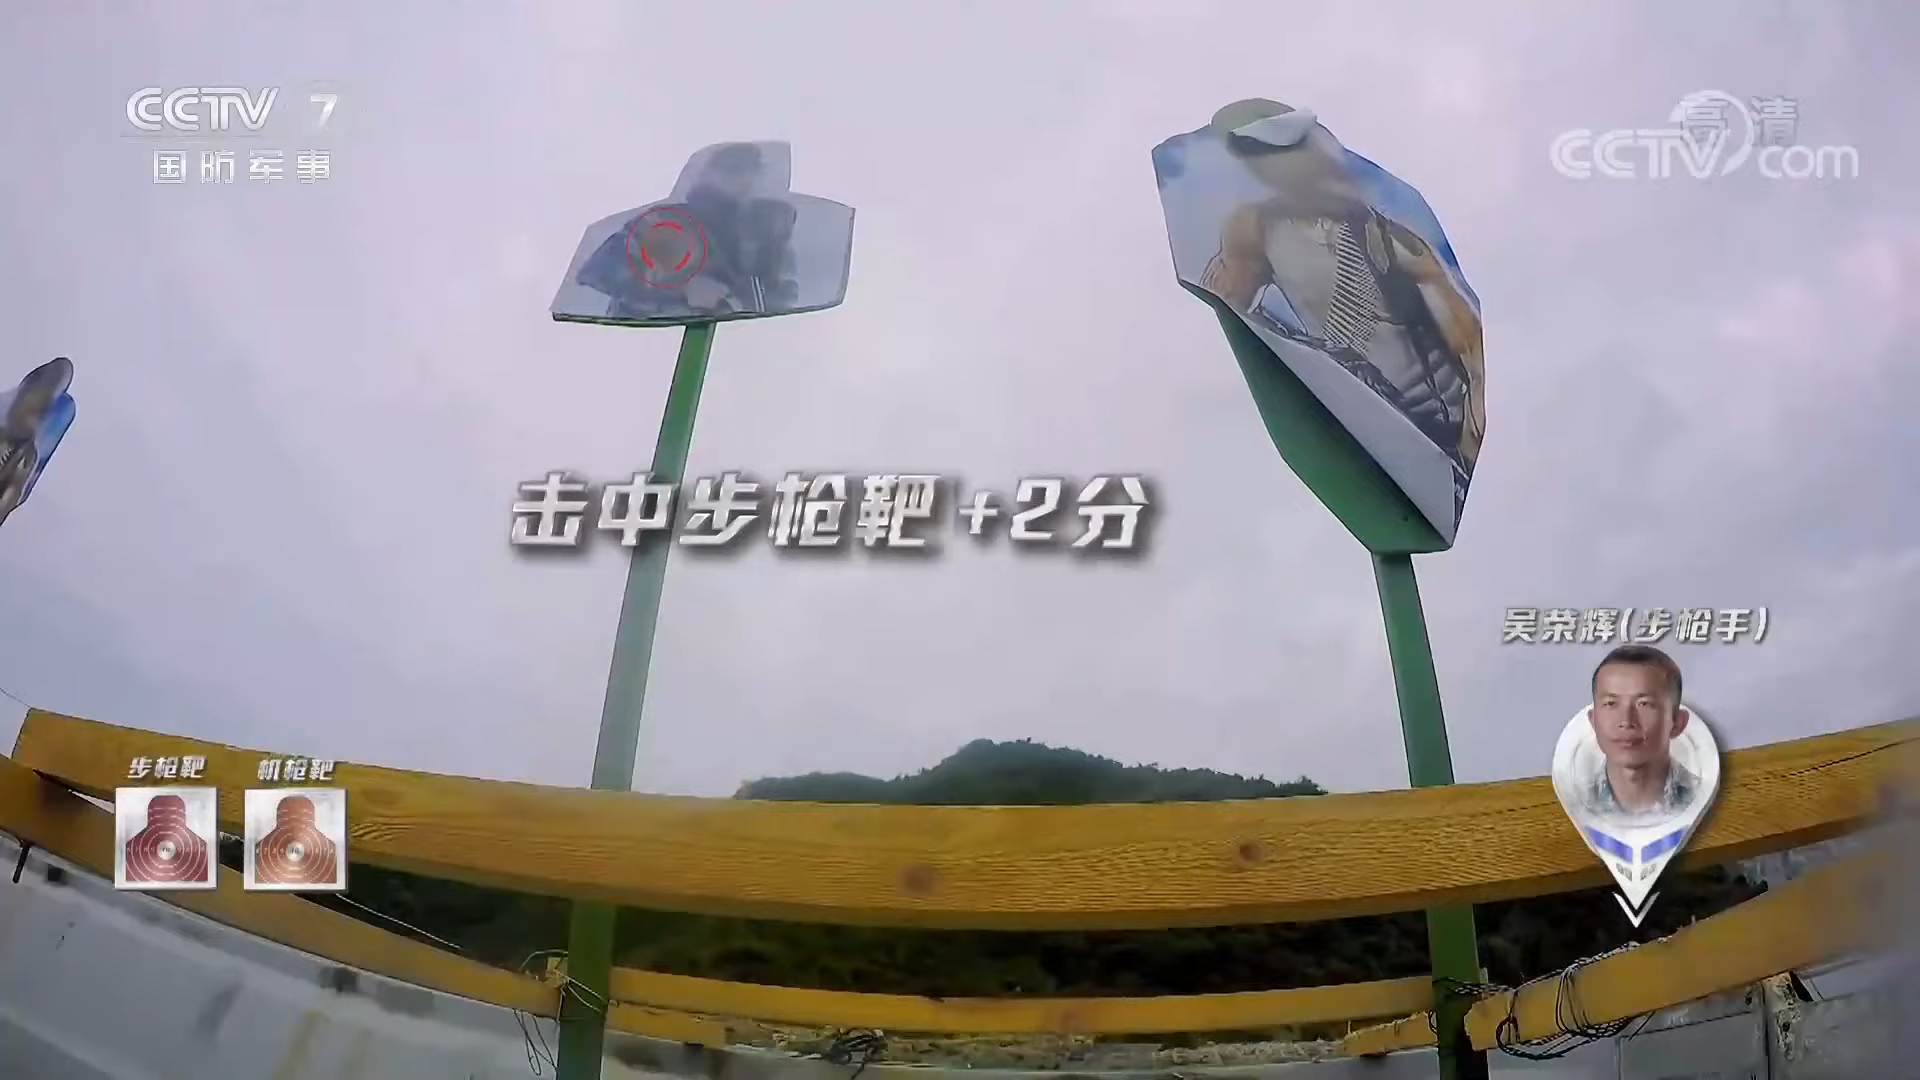 CCTV 7
国防军事
高清
CCTV.com
击中步枪靶+2分
吴荣辉(步枪手)
步枪靶
机枪靶